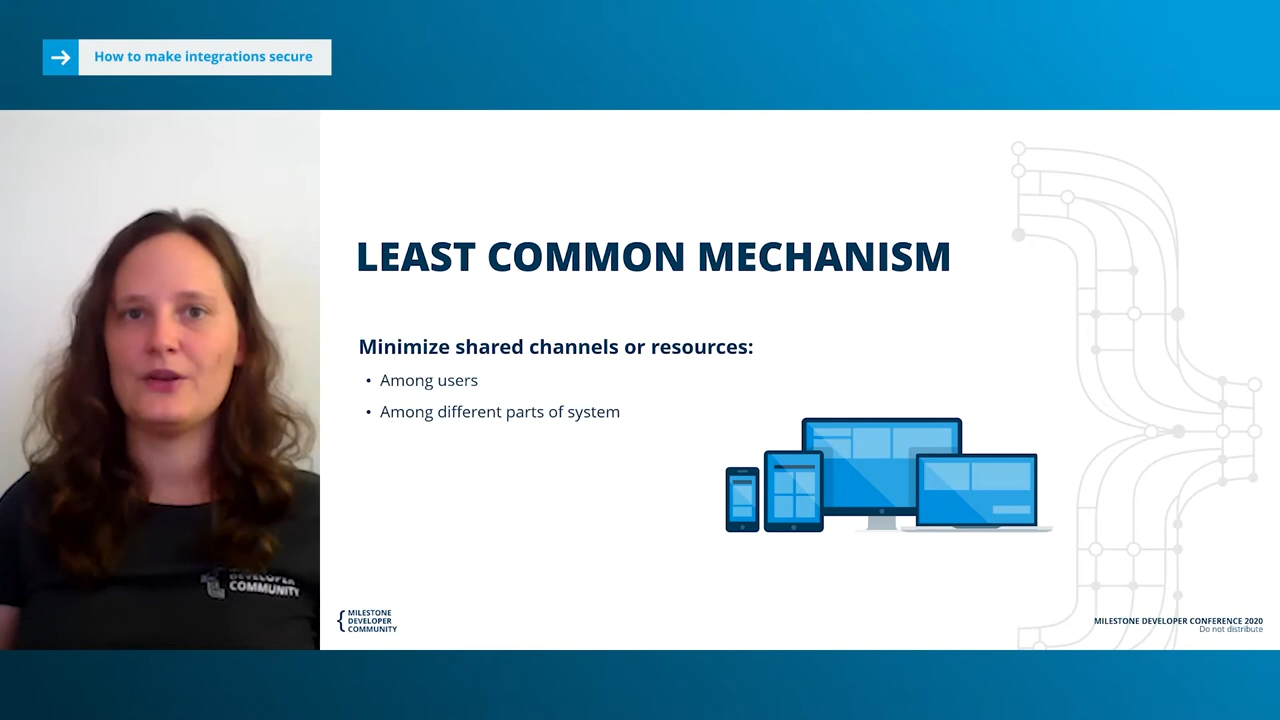 How to make integrations secure
LEAST COMMON MECHANISM
Minimize shared channels or resources:
• Among users
• Among different parts of system
DEVELOPER
COMMUNITY
MILESTONE
DEVELOPER
COMMUNITY
MILESTONE DEVELOPER CONFERENCE 2020
Do not distribute